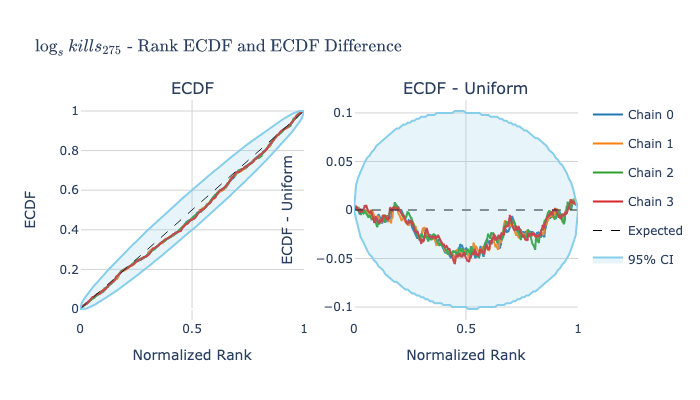 log_s kills_275 - Rank ECDF and ECDF Difference
ECDF
ECDF - Uniform
1
0.8
0.6
0.4
0.2
0
0
0.5
1
ECDF
Normalized Rank
0.1
0.05
0
−0.05
−0.1
0
0.5
1
ECDF - Uniform
Normalized Rank
Chain 0
Chain 1
Chain 2
Chain 3
Expected
95% CI